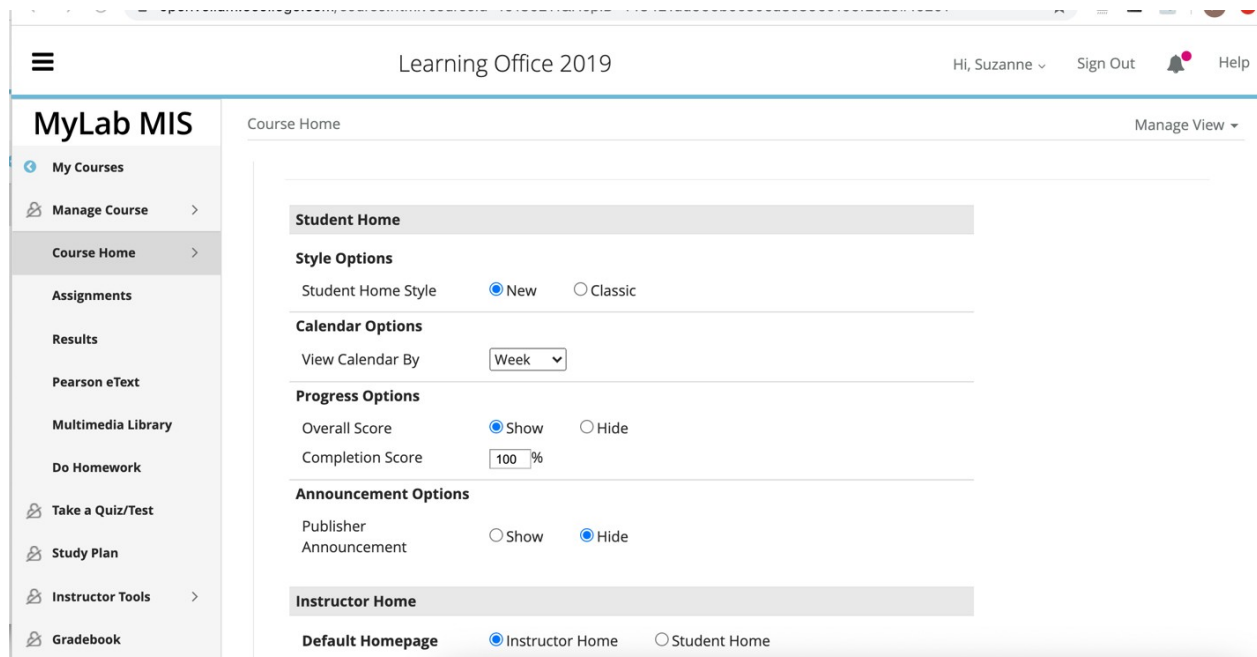 Learning Office 2019
Hi, Suzanne
Sign Out
Help
MyLab MIS
Course Home
Manage View
My Courses
Manage Course
Course Home
Assignments
Results
Pearson eText
Multimedia Library
Do Homework
Take a Quiz/Test
Study Plan
Instructor Tools
Gradebook
Student Home
Style Options
Student Home Style New Classic
Calendar Options
View Calendar By Week
Progress Options
Overall Score Show Hide
Completion Score 100 %
Announcement Options
Publisher
Announcement Show Hide
Instructor Home
Default Homepage Instructor Home Student Home